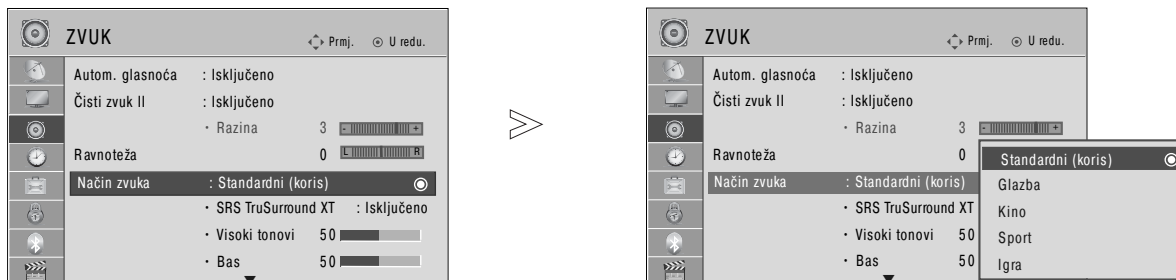 ZVUK Prmj. U redu.
Autom. glasnoća : Isključeno
Čisti zvuk II : Isključeno
• Razina 3 - +
Ravnoteža 0 L R
Način zvuka : Standardni (koris)
• SRS TruSurround XT : Isključeno
• Visoki tonovi 50
• Bas 50
>
ZVUK Prmj. U redu.
Autom. glasnoća : Isključeno
Čisti zvuk II : Isključeno
• Razina 3 - +
Ravnoteža 0
Način zvuka : Standardni (koris)
• SRS TruSurround XT
• Visoki tonovi 50
• Bas 50
Standardni (koris)
Glazba
Kino
Sport
Igra